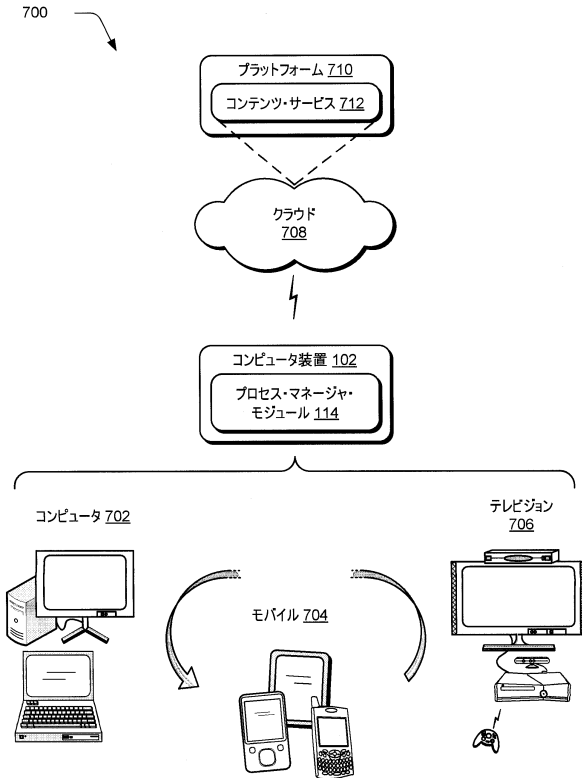 700
プラットフォーム 710
コンテンツ・サービス 712
クラウド
708
コンピュータ装置 102
プロセス・マネージャ・
モジュール 114
コンピュータ 702
テレビジョン
706
モバイル 704